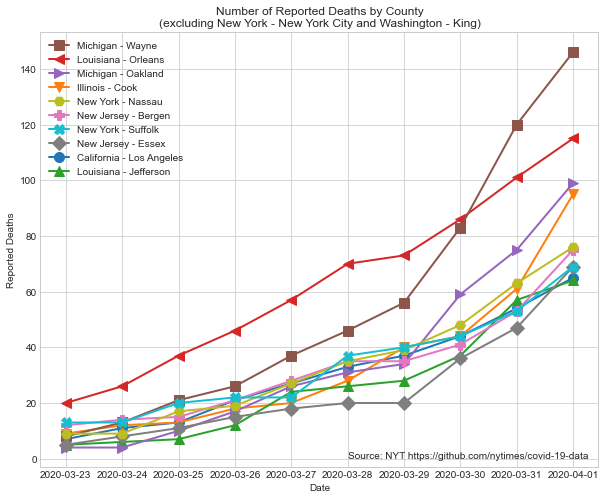 Number of Reported Deaths by County
(excluding New York - New York City and Washington - King)
Michigan - Wayne
Louisiana - Orleans
Michigan - Oakland
Illinois - Cook
New York - Nassau
New Jersey - Bergen
New York - Suffolk
New Jersey - Essex
California - Los Angeles
Louisiana - Jefferson
140
120
100
80
60
40
20
0
Reported Deaths
Source: NYT https://github.com/nytimes/covid-19-data
2020-03-23 2020-03-24 2020-03-25 2020-03-26 2020-03-27 2020-03-28 2020-03-29 2020-03-30 2020-03-31 2020-04-01
Date